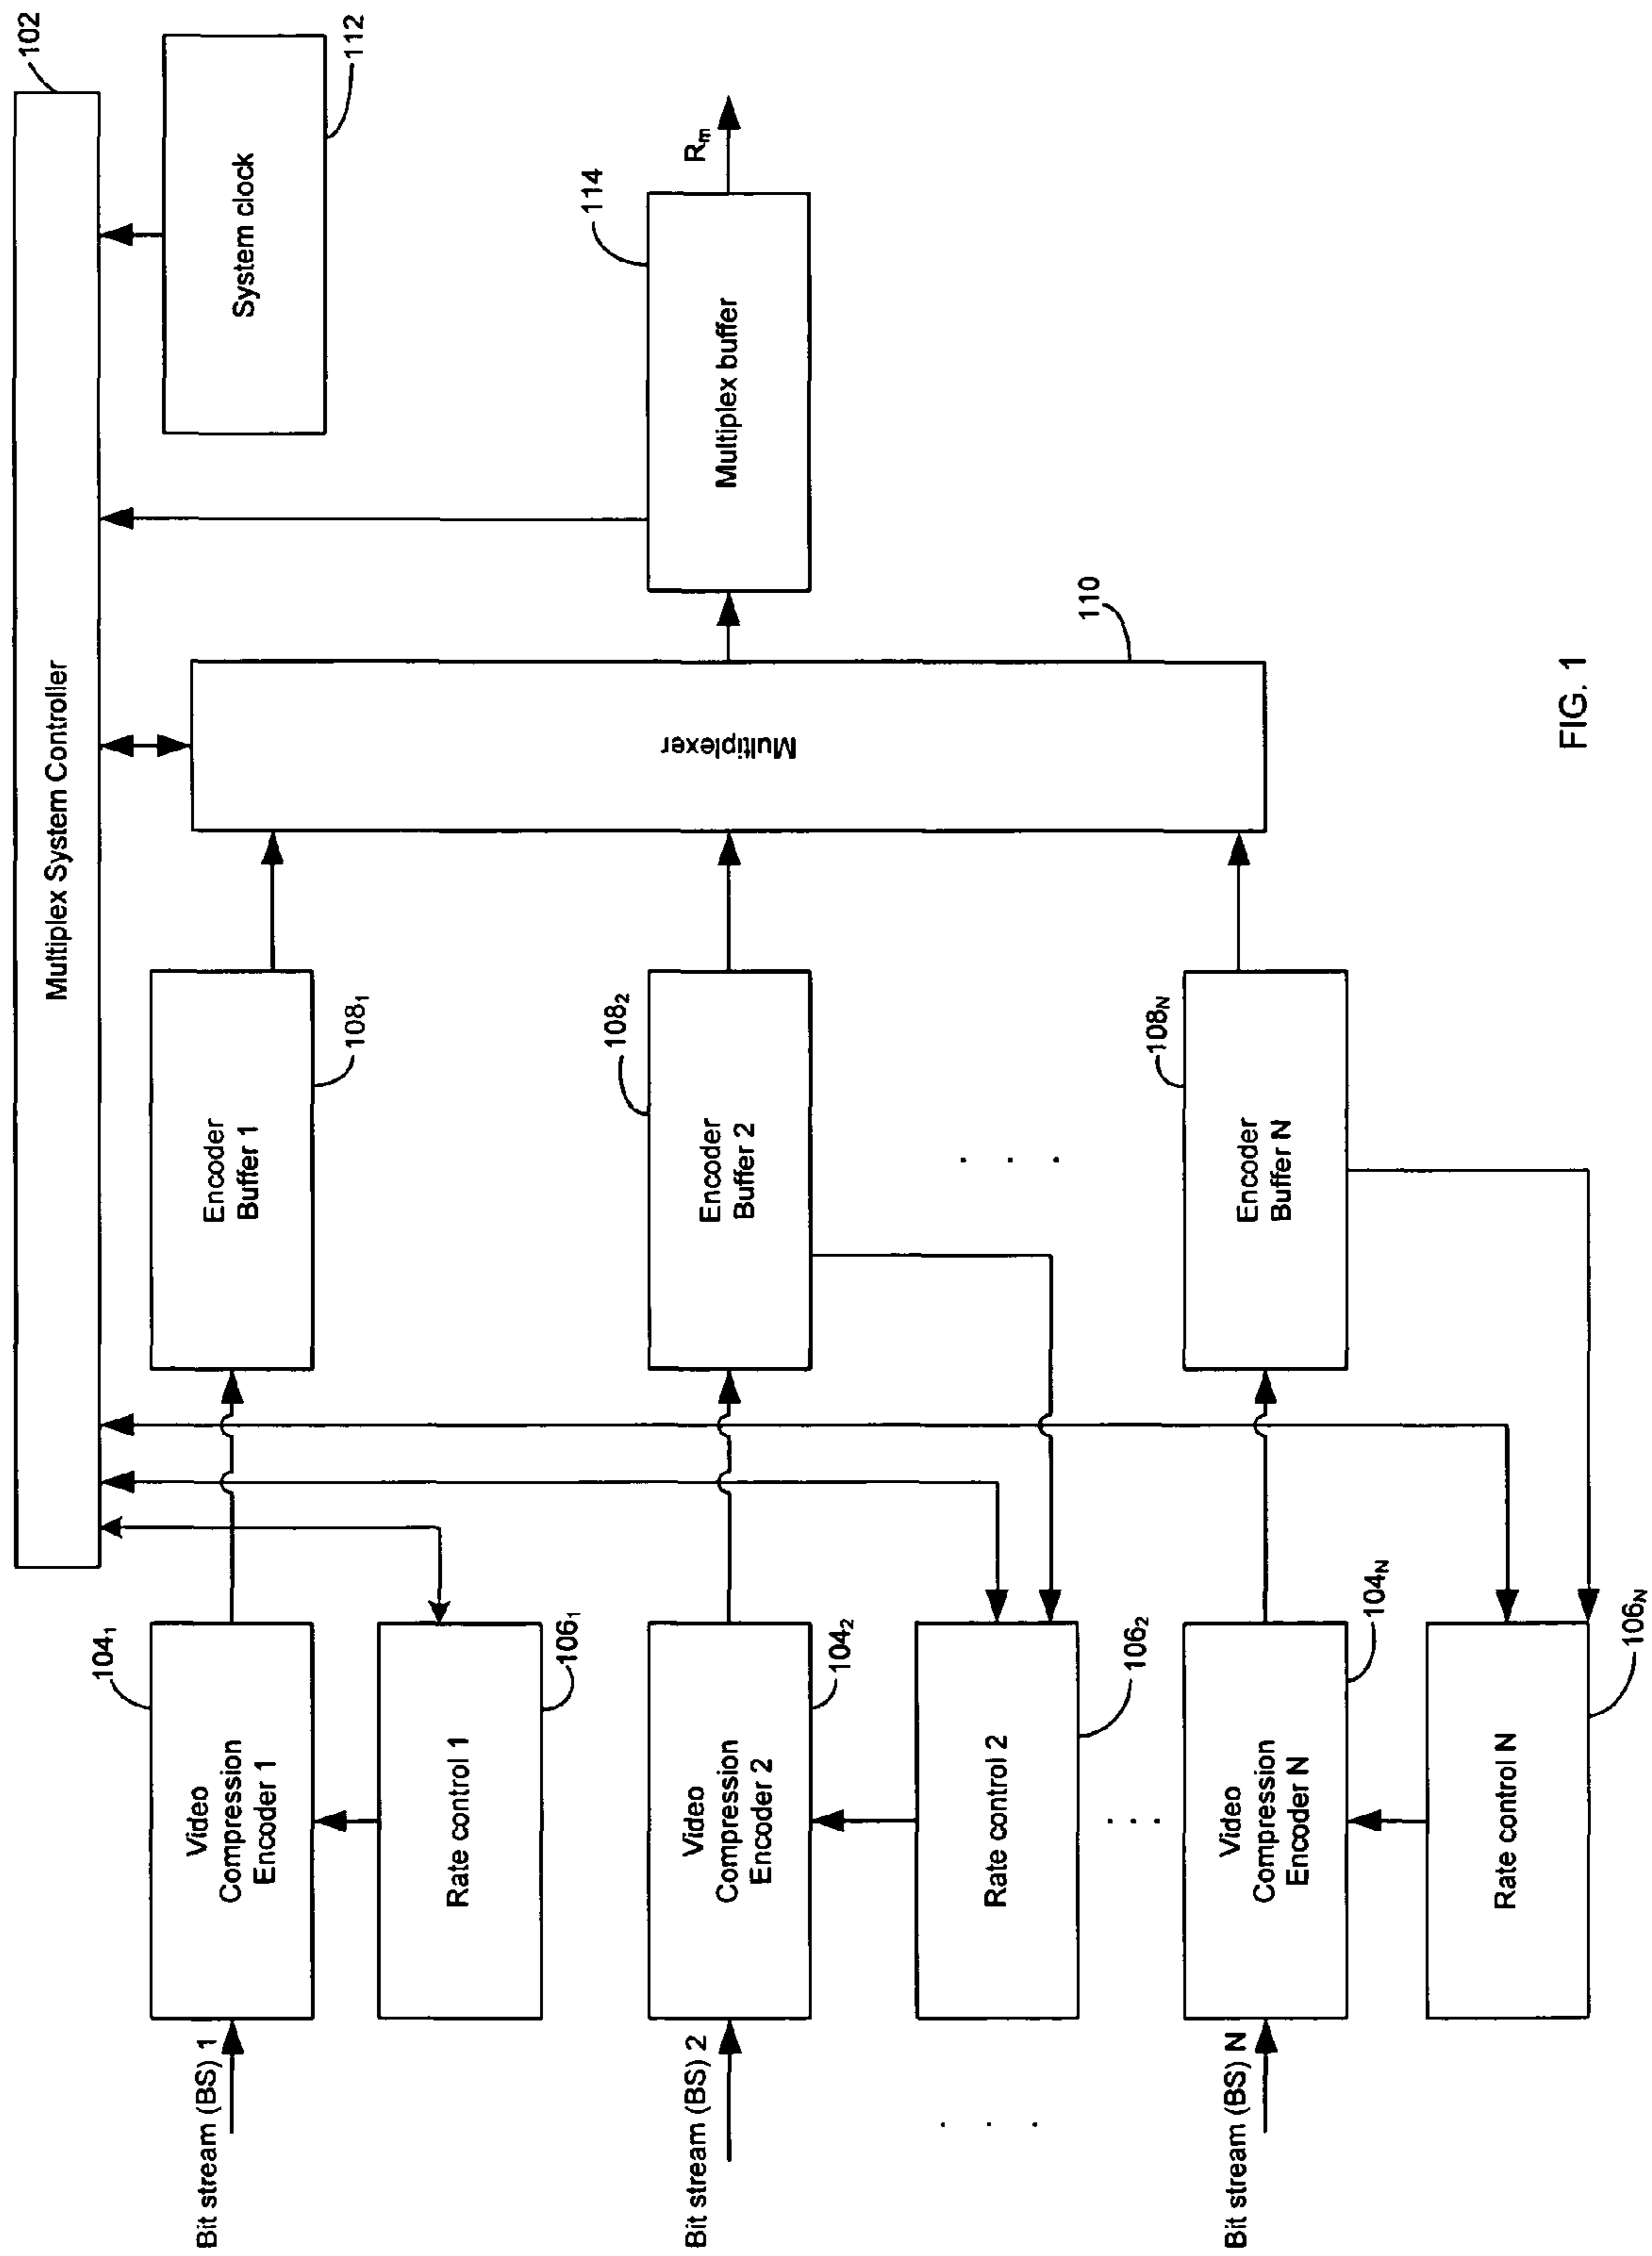 102
Multiplex System Controller
System clock
112
Bit stream (BS) 1
104₁
Video
Compression
Encoder 1
Encoder
Buffer 1
108₁
Rate control 1
106₁
Multiplexer
110
114
Multiplex buffer
Rₘ
Bit stream (BS) 2
Video
Compression
Encoder 2
104₂
108₂
Encoder
Buffer 2
Rate control 2
106₂
. . .
. . .
. . .
Bit stream (BS) N
Video
Compression
Encoder N
104N
108N
Encoder
Buffer N
Rate control N
106N
FIG. 1